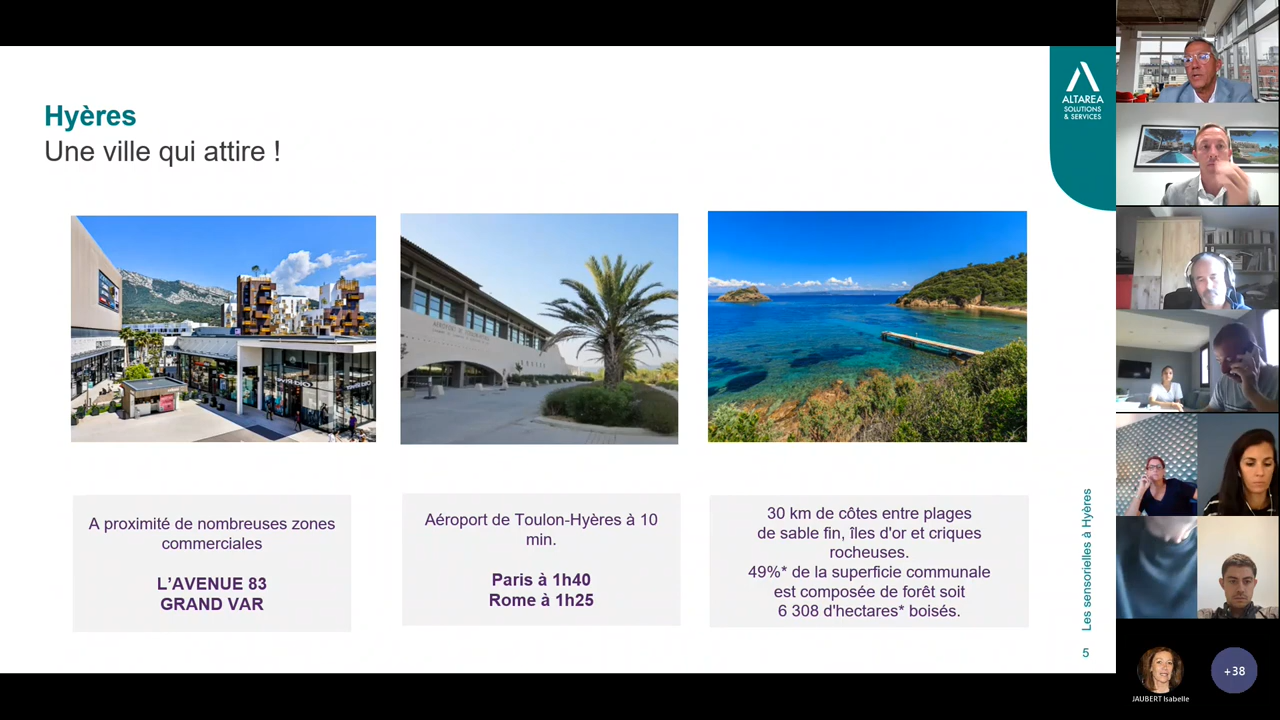 Hyères
Une ville qui attire !
ALTAREA
SOLUTIONS
& SERVICES
A proximité de nombreuses zones
commerciales
L'AVENUE 83
GRAND VAR
Aéroport de Toulon-Hyères à 10
min.
Paris à 1h40
Rome à 1h25
30 km de côtes entre plages
de sable fin, îles d'or et criques
rocheuses.
49%* de la superficie communale
est composée de forêt soit
6 308 d'hectares* boisés.
Les sensorielles à Hyères
5
JAUBERT Isabelle
+38